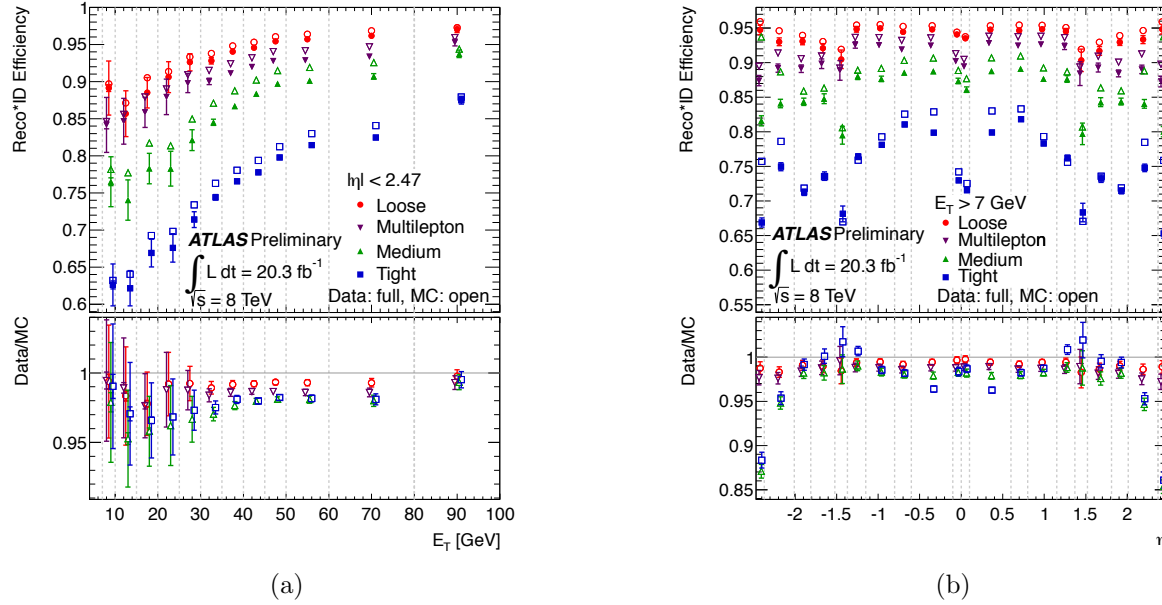 Reco*ID Efficiency
1
0.95
0.9
0.85
0.8
0.75
0.7
0.65
0.6
|η| < 2.47
Loose
Multilepton
Medium
Tight
ATLAS Preliminary
∫ L dt = 20.3 fb-1
√s = 8 TeV
Data: full, MC: open
Data/MC
1
0.95
10 20 30 40 50 60 70 80 90 100
E_T [GeV]
(a)
Reco*ID Efficiency
0.95
0.9
0.85
0.8
0.75
0.7
0.65
0.6
0.55
E_T > 7 GeV
Loose
Multilepton
Medium
Tight
ATLAS Preliminary
∫ L dt = 20.3 fb-1
√s = 8 TeV
Data: full, MC: open
Data/MC
1
0.95
0.9
0.85
-2 -1.5 -1 -0.5 0 0.5 1 1.5 2
(b)